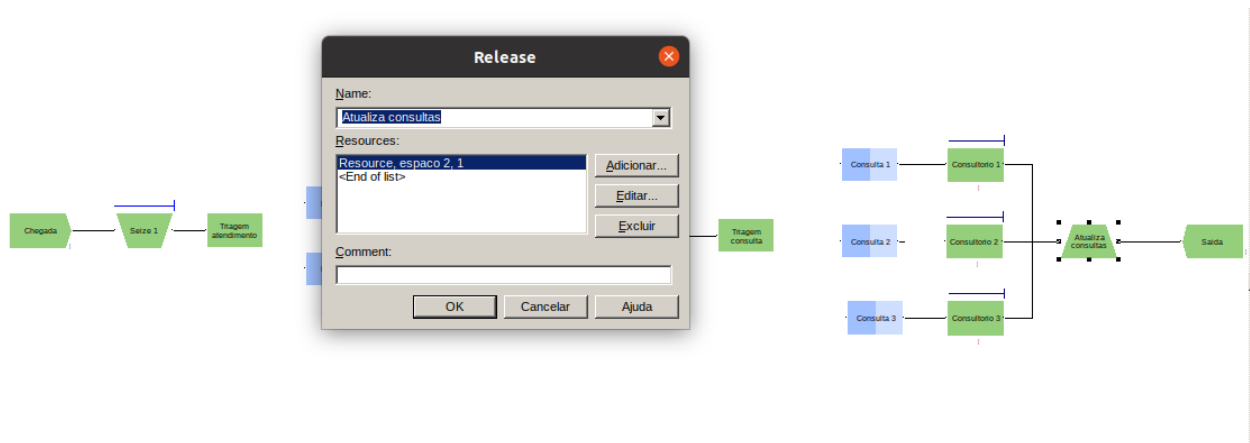 Release
Name:
Atualiza consultas
Resources:
Resource, espaco 2, 1
<End of list>
Adicionar...
Editar...
Excluir
Comment:
OK
Cancelar
Ajuda
Chegada
Seize 1
Triagem
atendimento
Triagem
consulta
Consulta 1
Consultorio 1
Consulta 2
Consultorio 2
Consulta 3
Consultorio 3
Atualiza
consultas
Saida